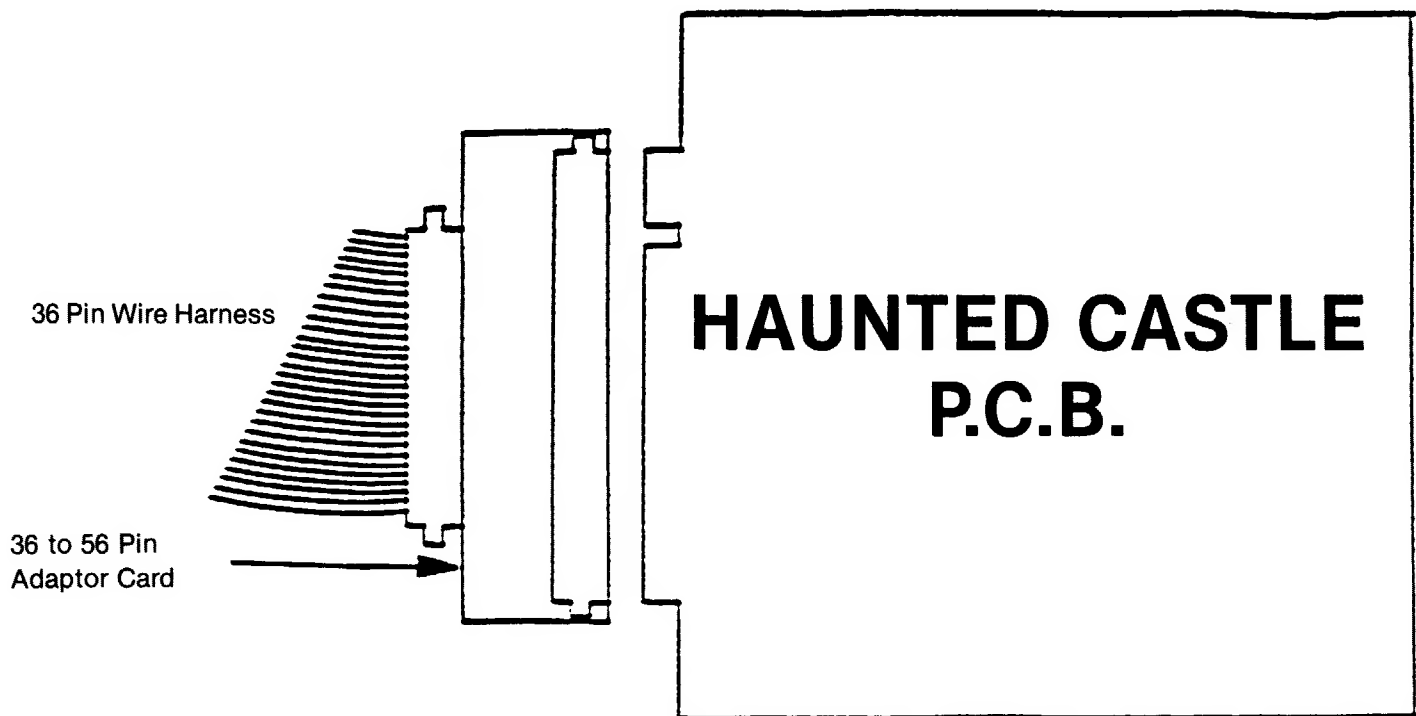 36 Pin Wire Harness
36 to 56 Pin
Adaptor Card
HAUNTED CASTLE
P.C.B.